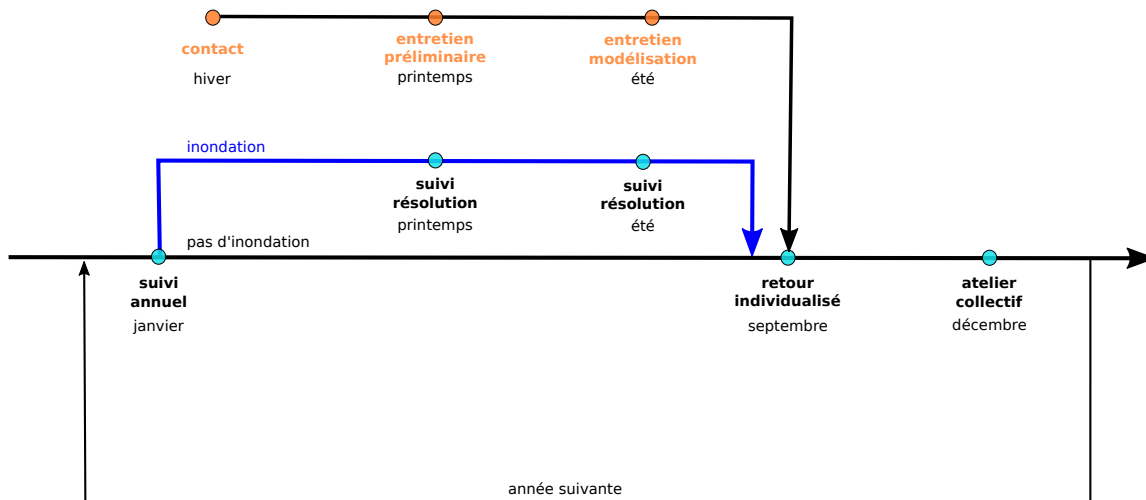 contact
hiver
entretien
préliminaire
printemps
entretien
modélisation
été
inondation
suivi
résolution
printemps
suivi
résolution
été
pas d'inondation
suivi
annuel
janvier
retour
individualisé
septembre
atelier
collectif
décembre
année suivante